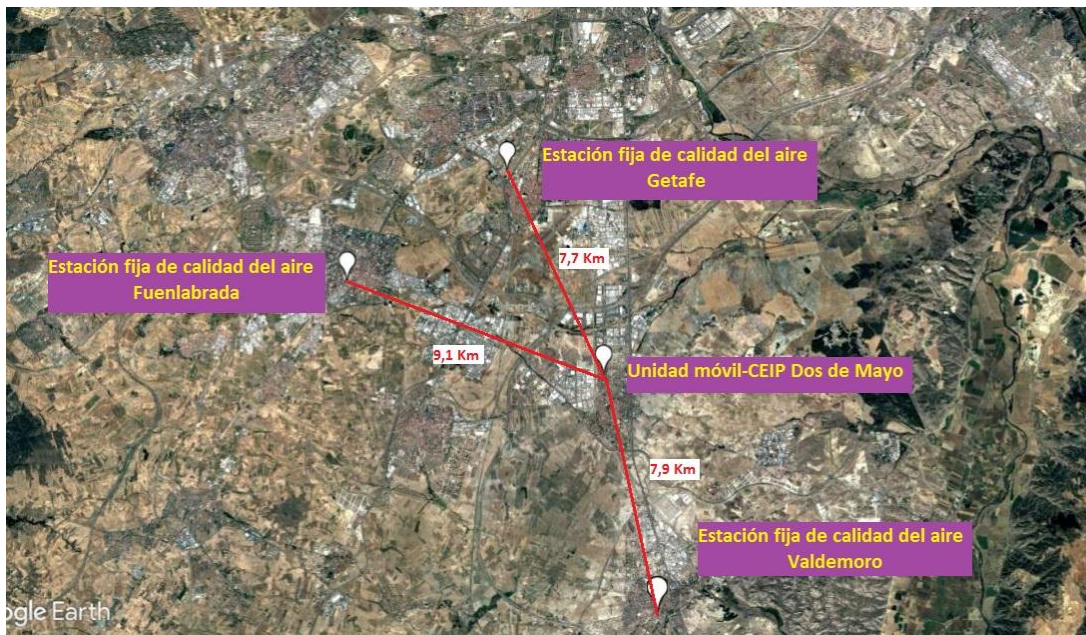 Estación fija de calidad del aire
Getafe
7,7 Km
Estación fija de calidad del aire
Fuenlabrada
9,1 Km
Unidad móvil-CEIP Dos de Mayo
7,9 Km
Estación fija de calidad del aire
Valdemoro
ogle Earth